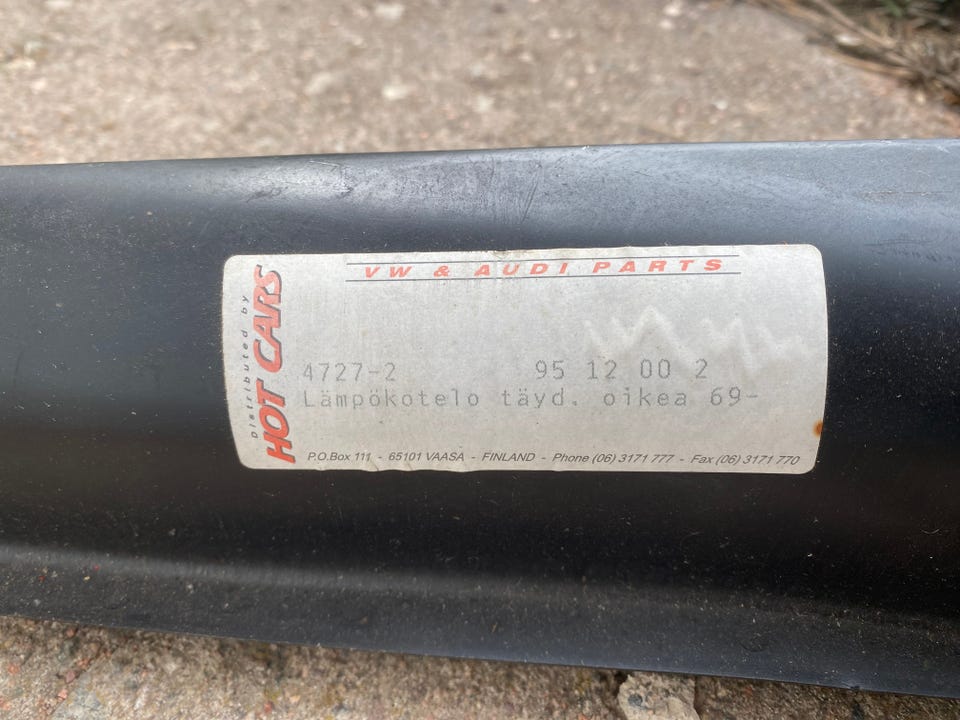 VW & AUDI PARTS
Distributed by
HOT CARS
4727-2 95 12 00 2
Lämpökotelo täyd. oikea 69-
P.O.Box 111 - 65101 VAASA - FINLAND - Phone (06) 3171 777 - Fax (06) 3171 770